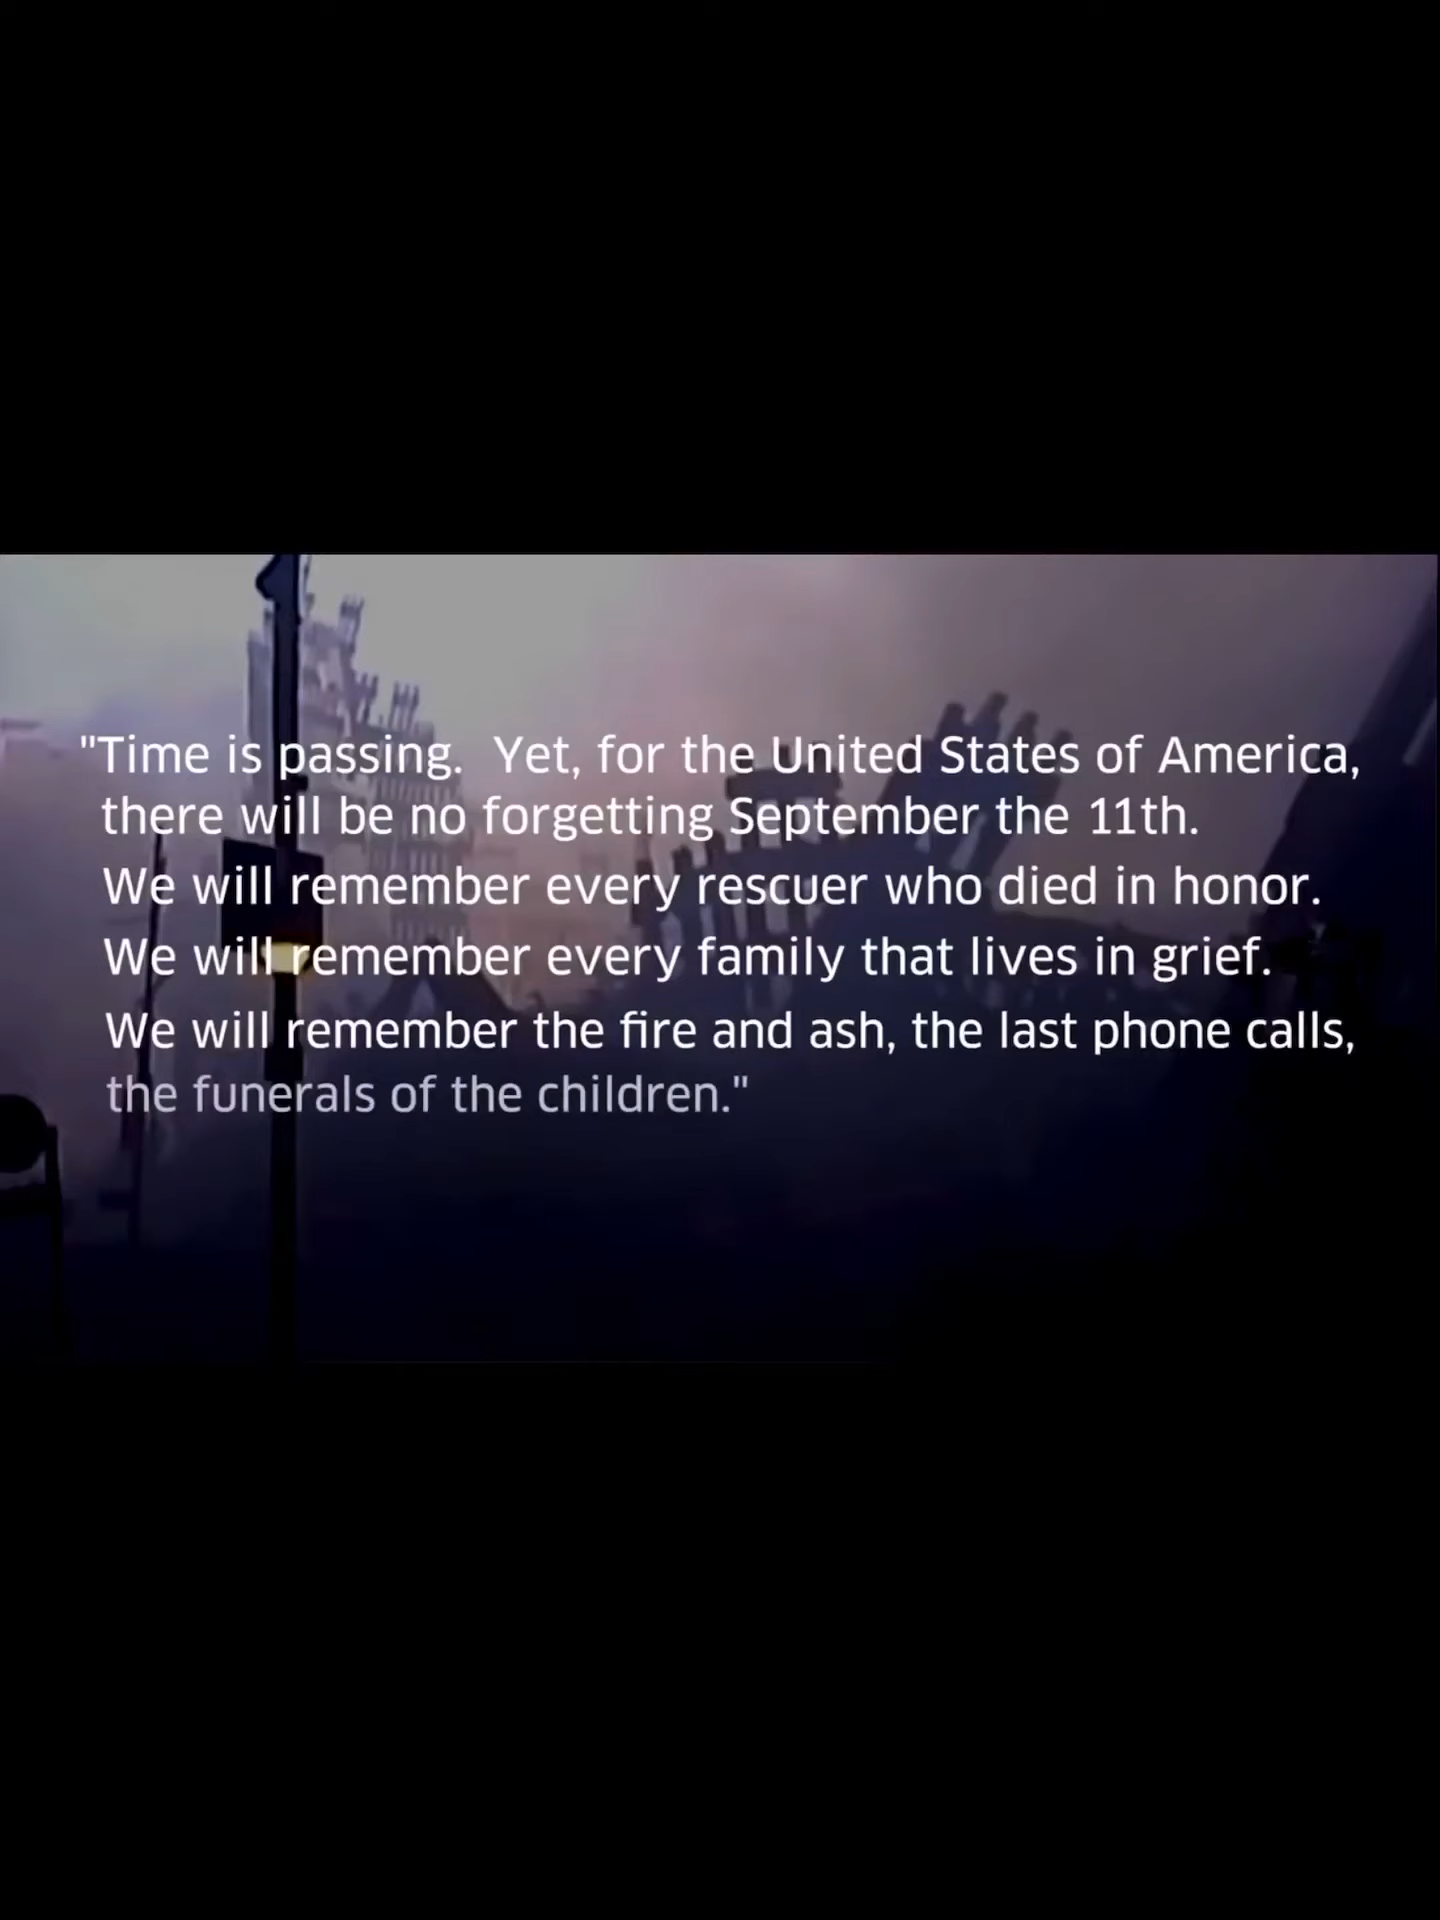 "Time is passing. Yet, for the United States of America,
there will be no forgetting September the 11th.
We will remember every rescuer who died in honor.
We will remember every family that lives in grief.
We will remember the fire and ash, the last phone calls,
the funerals of the children."